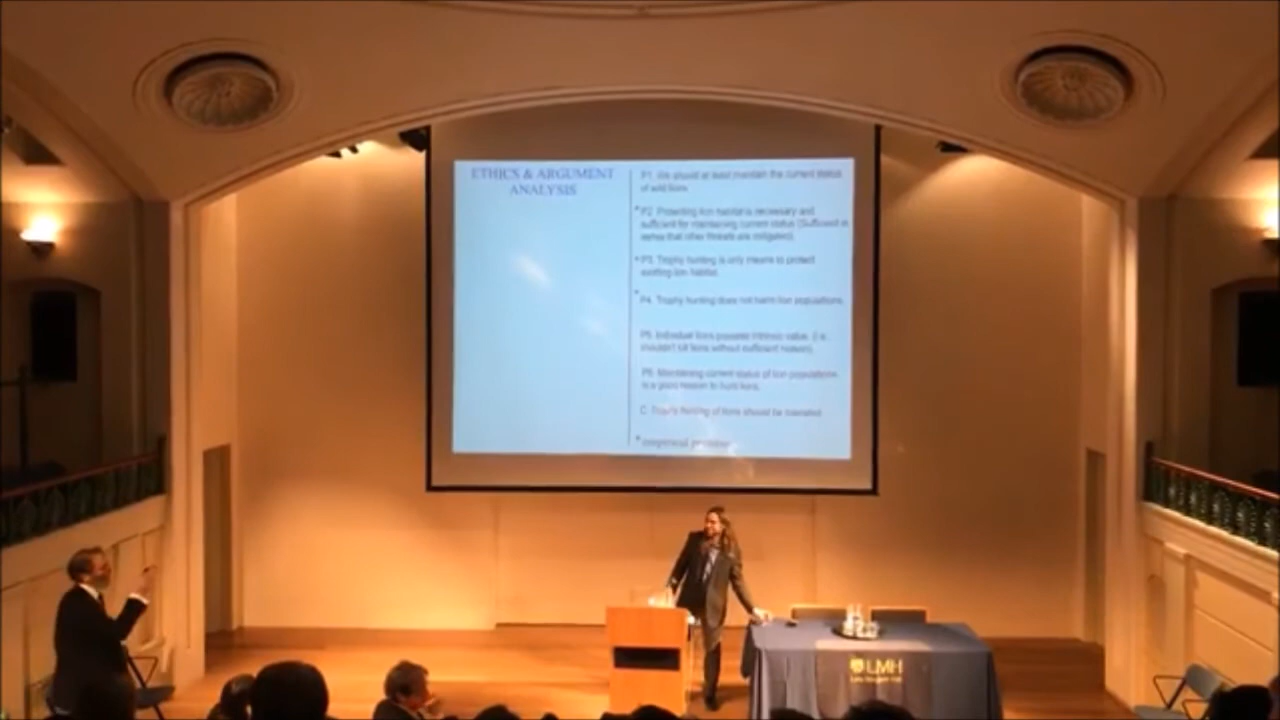 ETHICS & ARGUMENT
ANALYSIS
P1. We should at least maintain the current status
of wild lions
* P2. Protecting lion habitat is necessary and
sufficient for maintaining current status (Sufficient in
sense that other threats are mitigated).
* P3. Trophy hunting is only means to protect
existing lion habitat.
* P4. Trophy hunting does not harm lion populations.
P5. Individual lions possess intrinsic value. (i.e.,
shouldn't kill lions without sufficient reason).
P6. Maintaining current status of lion populations
is a good reason to hunt lions.
C. Trophy hunting of lions should be tolerated
* empirical premise
LMH
Lady Margaret Hall